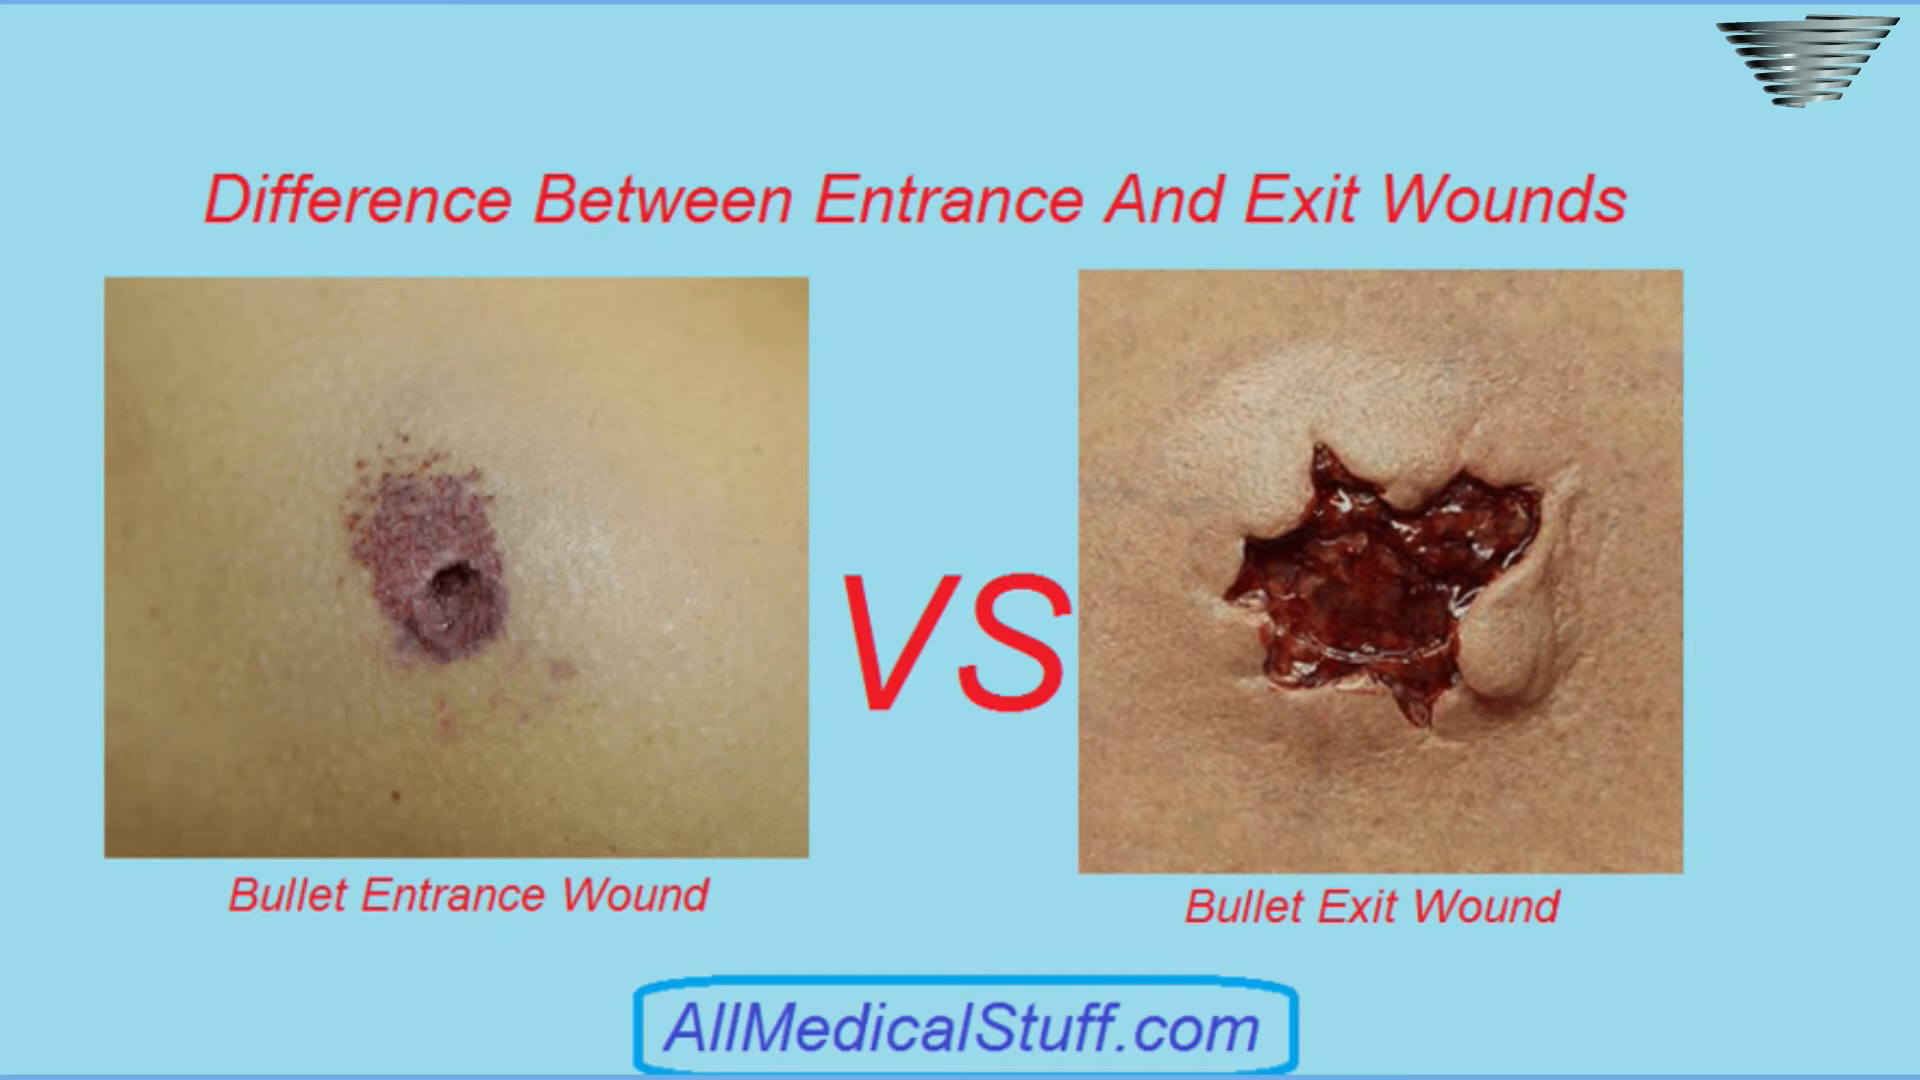 Difference Between Entrance And Exit Wounds
VS
Bullet Entrance Wound
Bullet Exit Wound
AllMedicalStuff.com